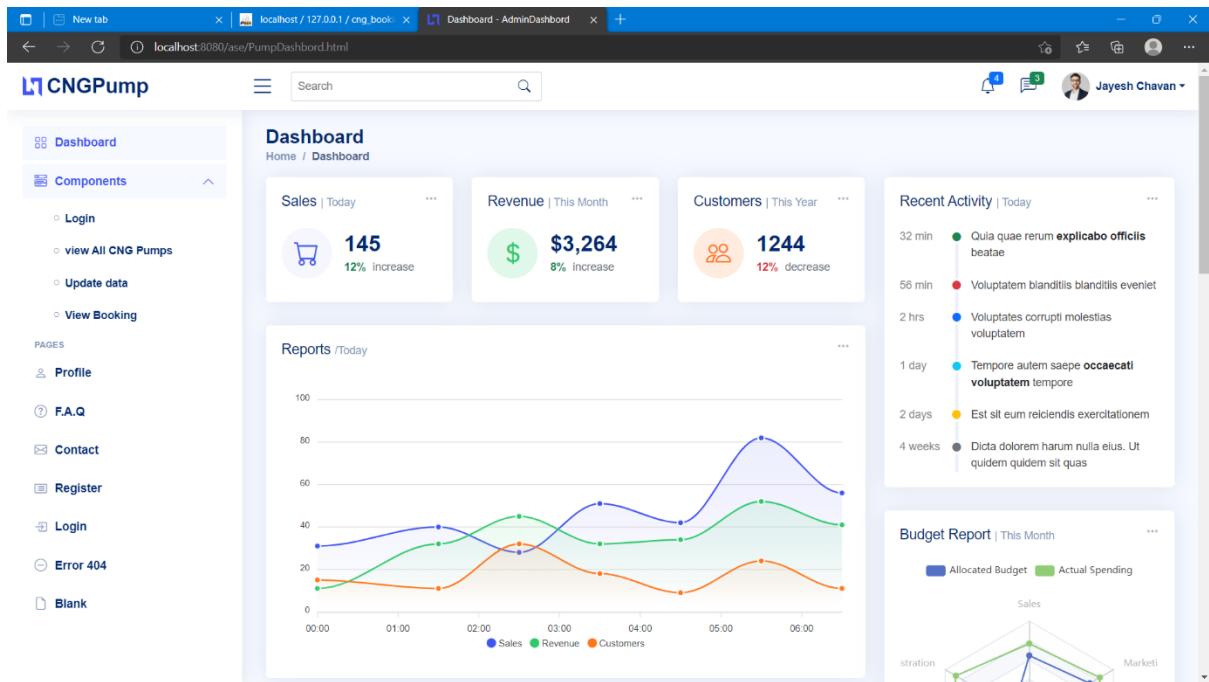 New tab
localhost / 127.0.0.1 / cng_book
Dashboard - AdminDashbord
localhost:8080/ase/PumpDashbord.html
CNGPump
Search
4
3
Jayesh Chavan
Dashboard
Components
Login
view All CNG Pumps
Update data
View Booking
PAGES
Profile
F.A.Q
Contact
Register
Login
Error 404
Blank
Dashboard
Home / Dashboard
Sales | Today
145
12% increase
Revenue | This Month
$
$3,264
8% increase
Customers | This Year
1244
12% decrease
Reports /Today
100
80
60
40
20
0
00:00 01:00 02:00 03:00 04:00 05:00 06:00
Sales Revenue Customers
Recent Activity | Today
32 min Quia quae rerum explicabo officiis
beatae
56 min Voluptatem blanditiis blanditiis eveniet
2 hrs Voluptates corrupti molestias
voluptatem
1 day Tempore autem saepe occaecati
voluptatem tempore
2 days Est sit eum reiciendis exercitationem
4 weeks Dicta dolorem harum nulla eius. Ut
quidem quidem sit quas
Budget Report | This Month
Allocated Budget Actual Spending
Sales
stration Marketi